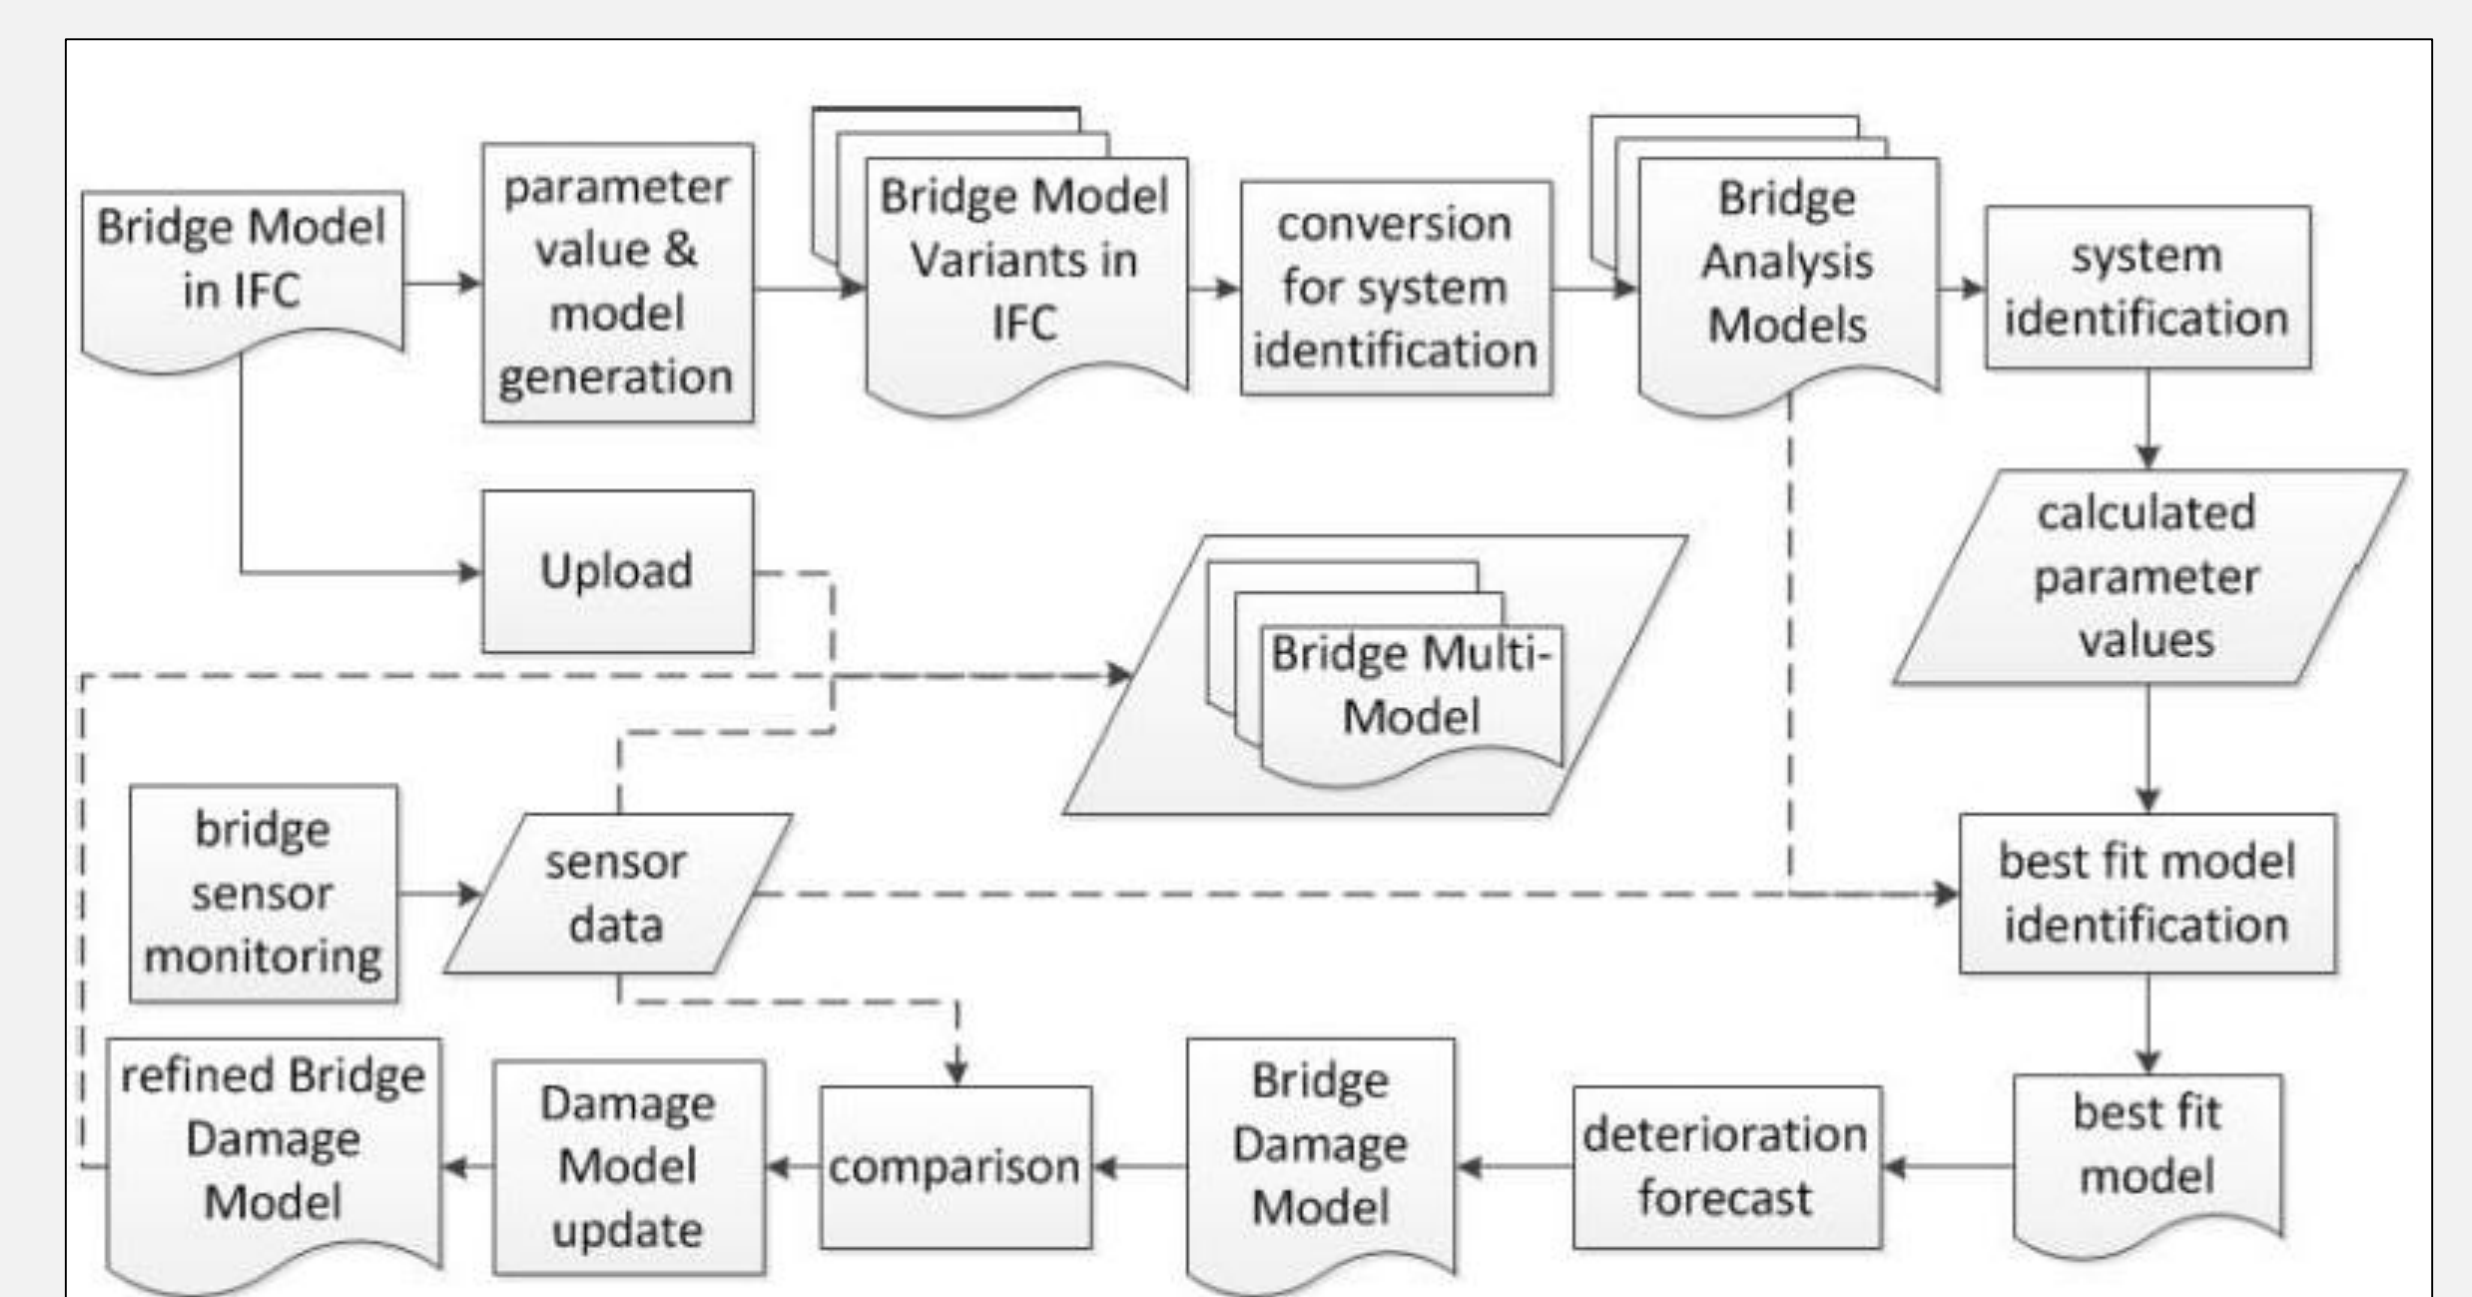 Bridge Model
in IFC
parameter
value &
model
generation
Bridge Model
Variants in
IFC
conversion
for system
identification
Bridge
Analysis
Models
system
identification
Upload
calculated
parameter
values
Bridge Multi-
Model
bridge
sensor
monitoring
sensor
data
best fit model
identification
refined Bridge
Damage
Model
Damage
Model
update
comparison
Bridge
Damage
Model
deterioration
forecast
best fit
model